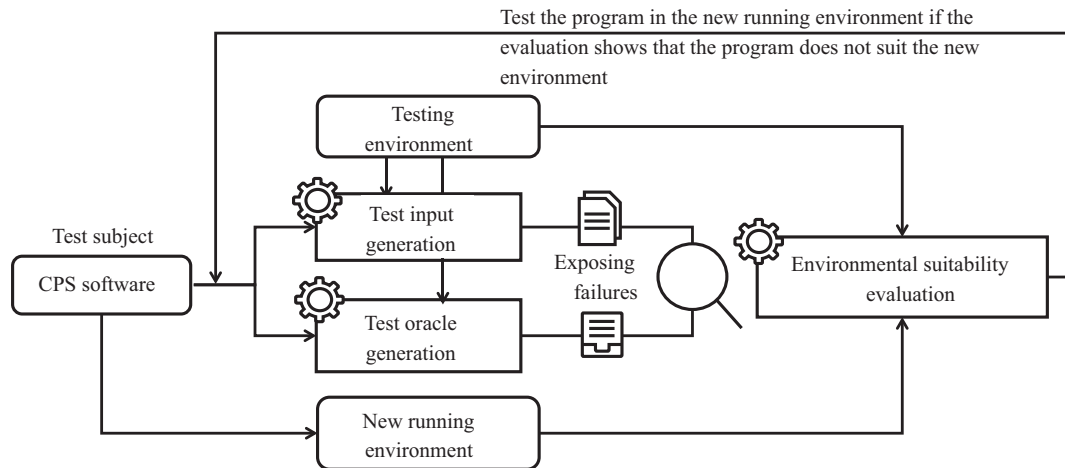 Test the program in the new running environment if the
evaluation shows that the program does not suit the new
environment
Testing
environment
Test input
generation
Test subject
CPS software
Exposing
failures
Environmental suitability
evaluation
Test oracle
generation
New running
environment